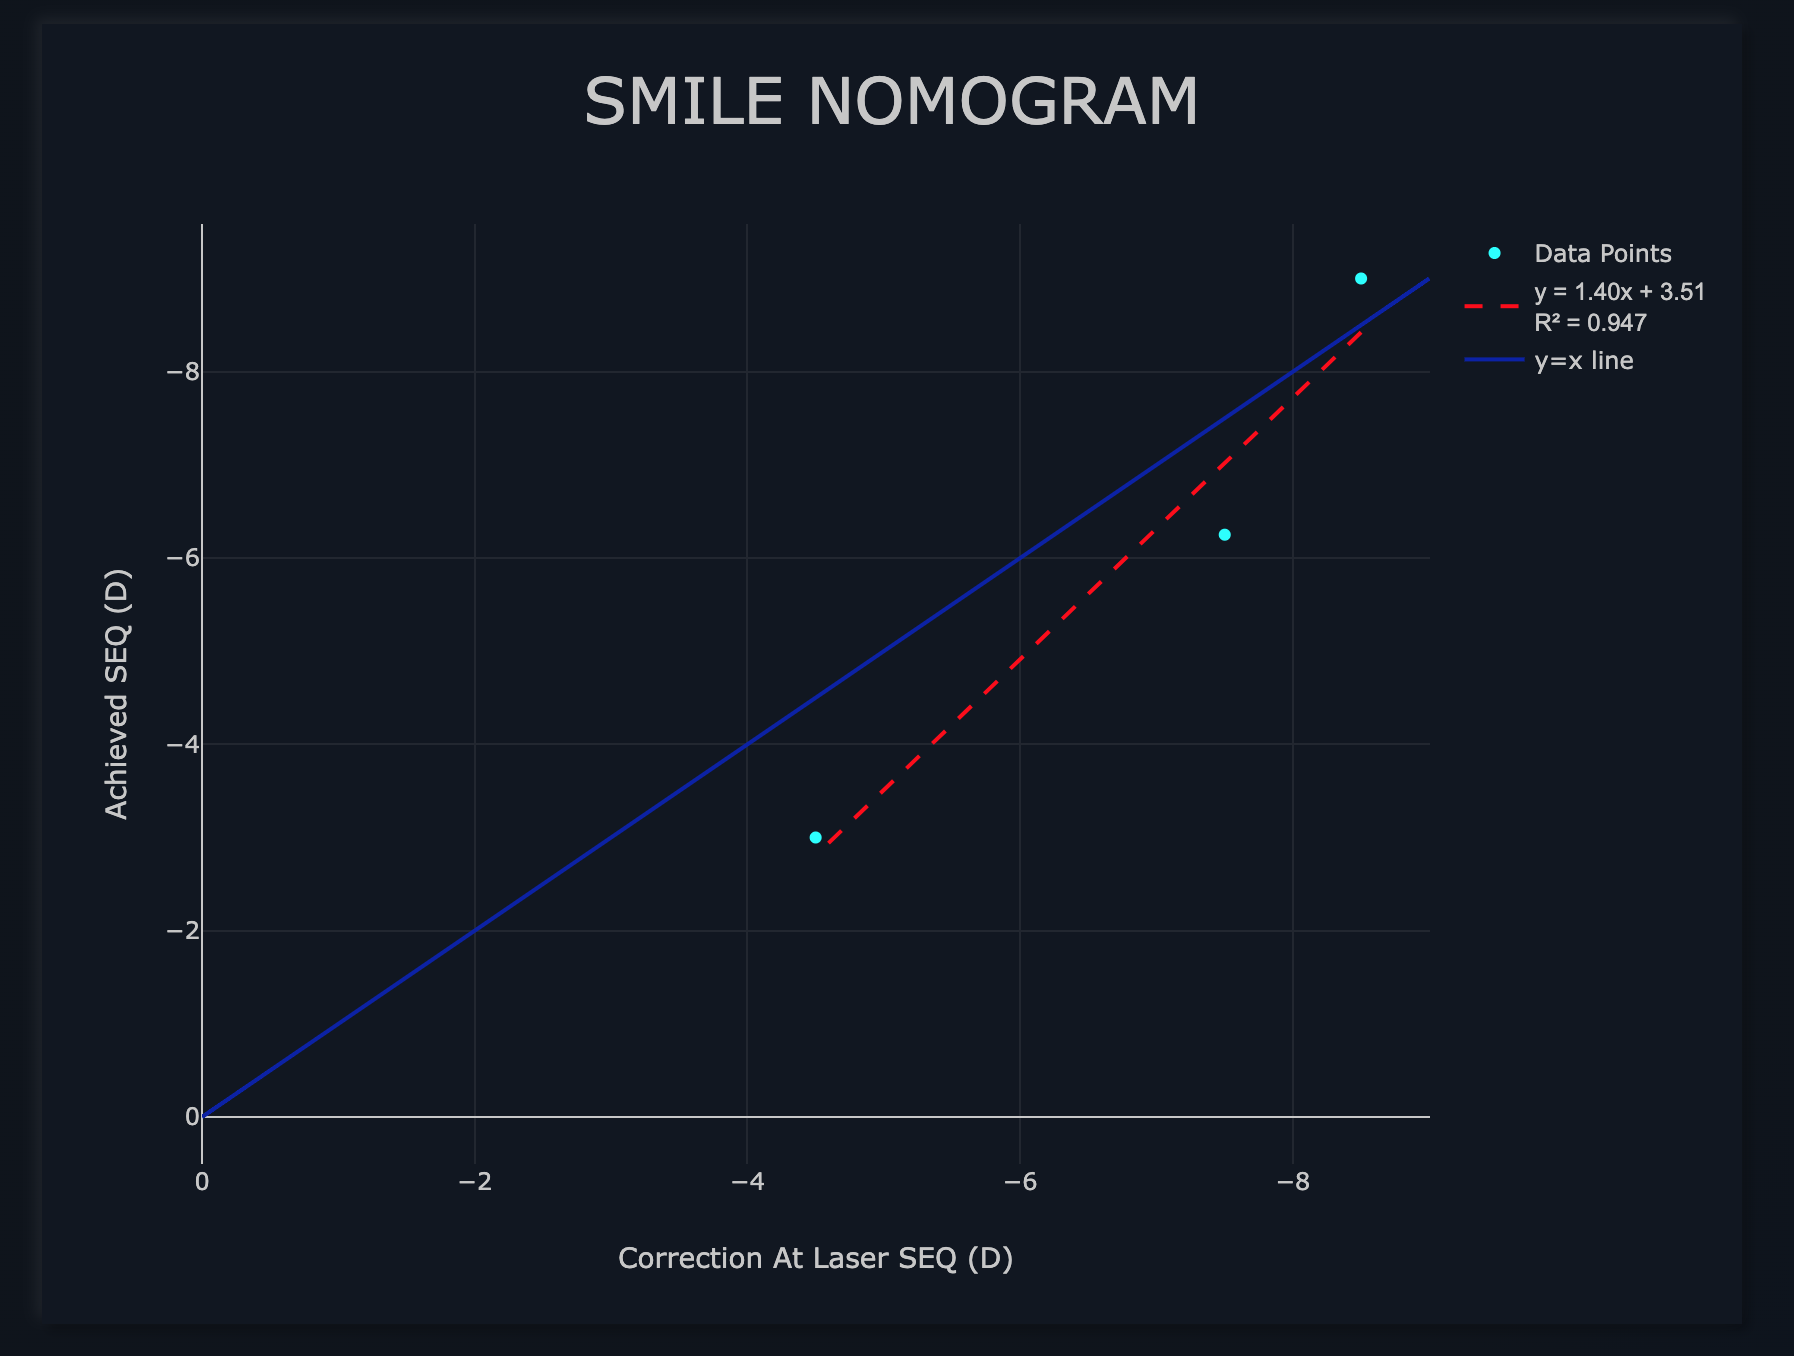 SMILE NOMOGRAM
Data Points
y = 1.40x + 3.51
R² = 0.947
y=x line
Achieved SEQ (D)
−8
−6
−4
−2
0
0
−2
−4
−6
−8
Correction At Laser SEQ (D)